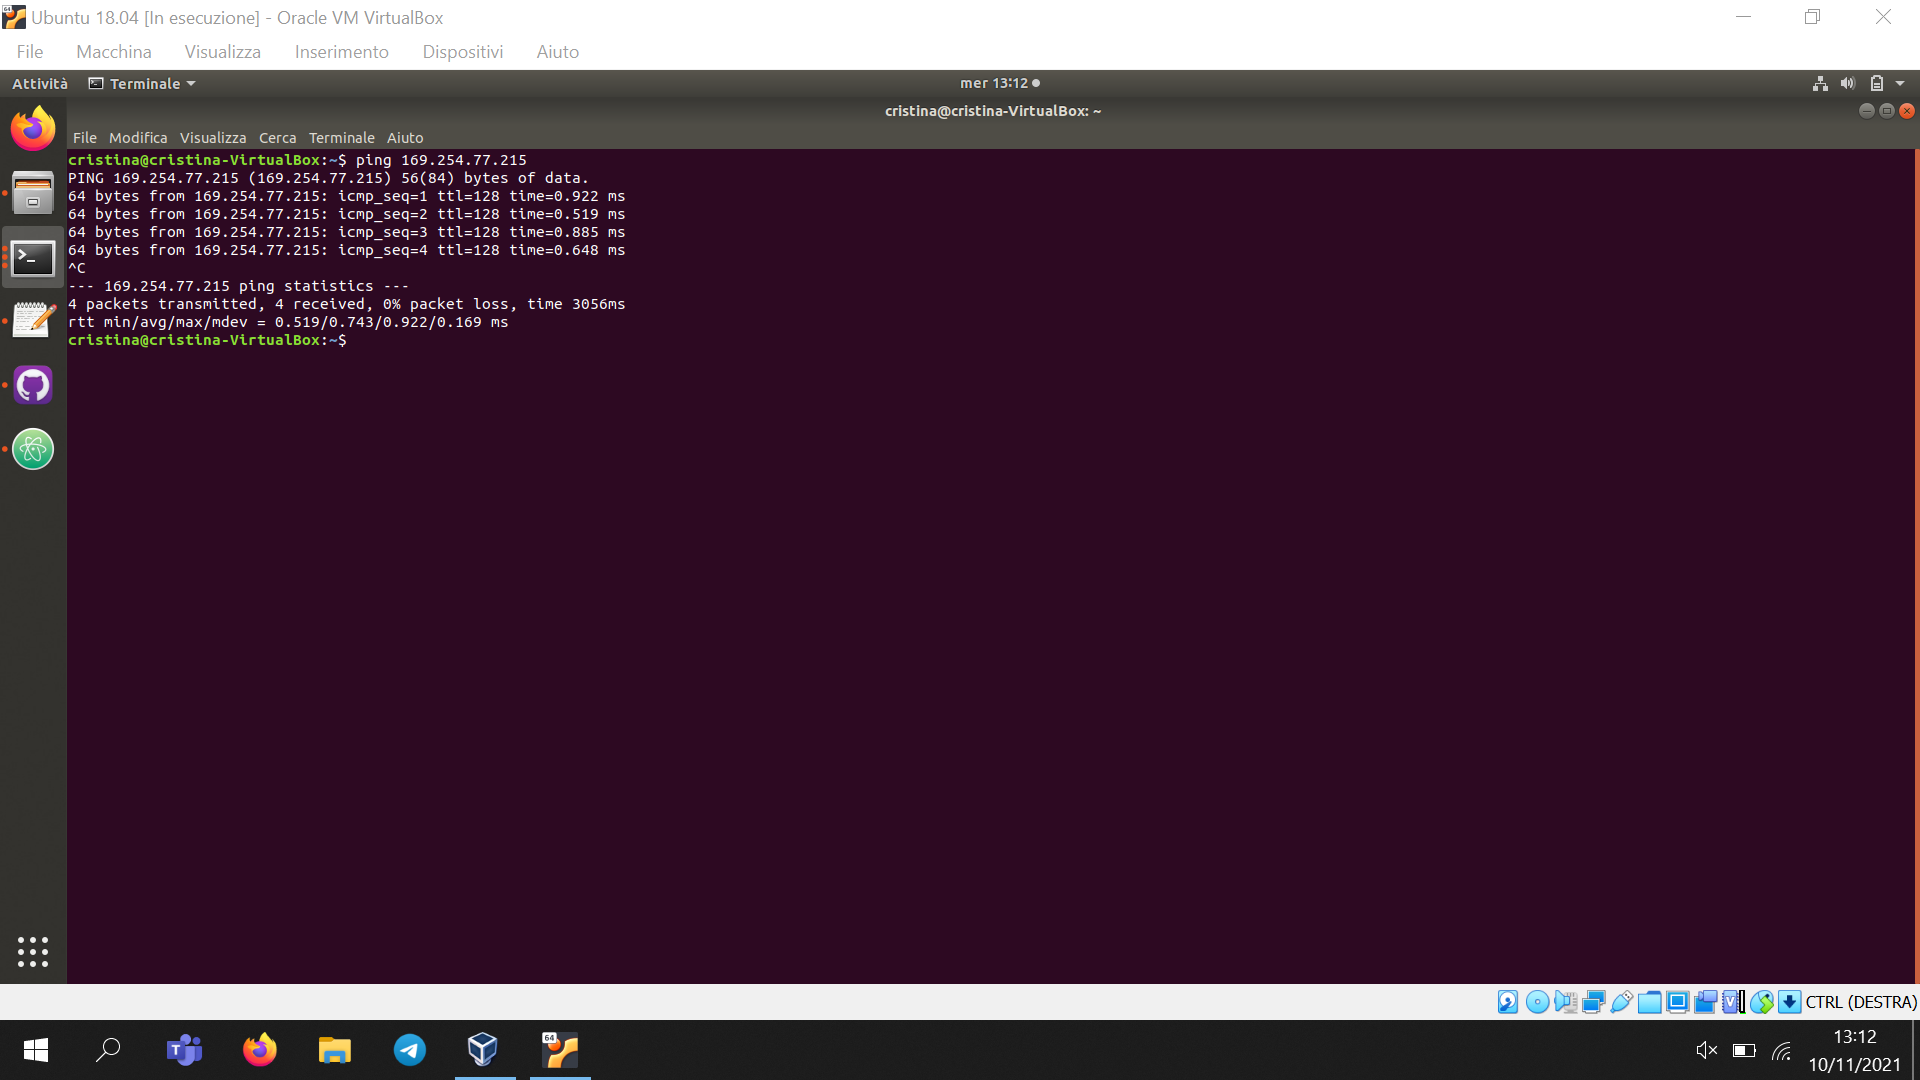 Ubuntu 18.04 [In esecuzione] - Oracle VM VirtualBox
File Macchina Visualizza Inserimento Dispositivi Aiuto
Attività Terminale mer 13:12
cristina@cristina-VirtualBox: ~
File Modifica Visualizza Cerca Terminale Aiuto
cristina@cristina-VirtualBox:~$ ping 169.254.77.215
PING 169.254.77.215 (169.254.77.215) 56(84) bytes of data.
64 bytes from 169.254.77.215: icmp_seq=1 ttl=128 time=0.922 ms
64 bytes from 169.254.77.215: icmp_seq=2 ttl=128 time=0.519 ms
64 bytes from 169.254.77.215: icmp_seq=3 ttl=128 time=0.885 ms
64 bytes from 169.254.77.215: icmp_seq=4 ttl=128 time=0.648 ms
^C
--- 169.254.77.215 ping statistics ---
4 packets transmitted, 4 received, 0% packet loss, time 3056ms
rtt min/avg/max/mdev = 0.519/0.743/0.922/0.169 ms
cristina@cristina-VirtualBox:~$
CTRL (DESTRA)
13:12
10/11/2021